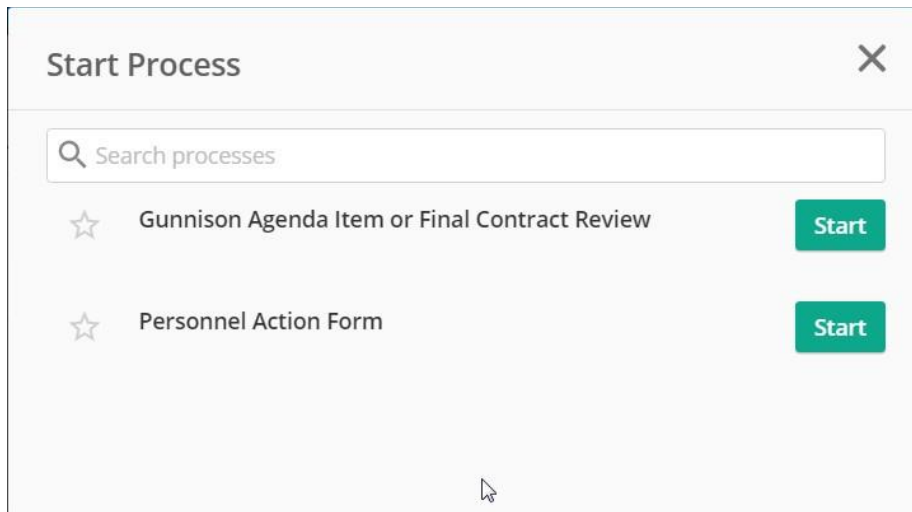 Start Process
Search processes
Gunnison Agenda Item or Final Contract Review
Start
Personnel Action Form
Start